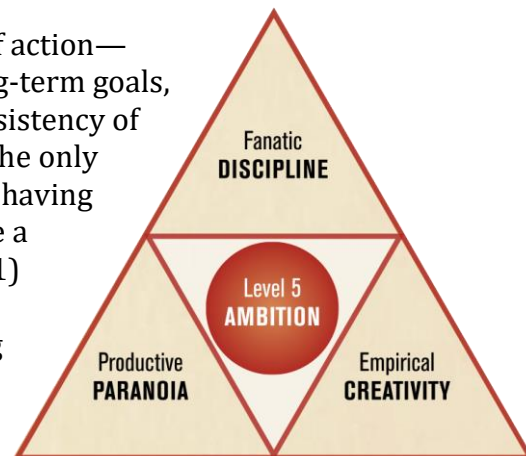 f action—
g-term goals,
sistency of
he only
having
e a
1)
g
Fanatic
DISCIPLINE
Level 5
AMBITION
Productive
PARANOIA
Empirical
CREATIVITY